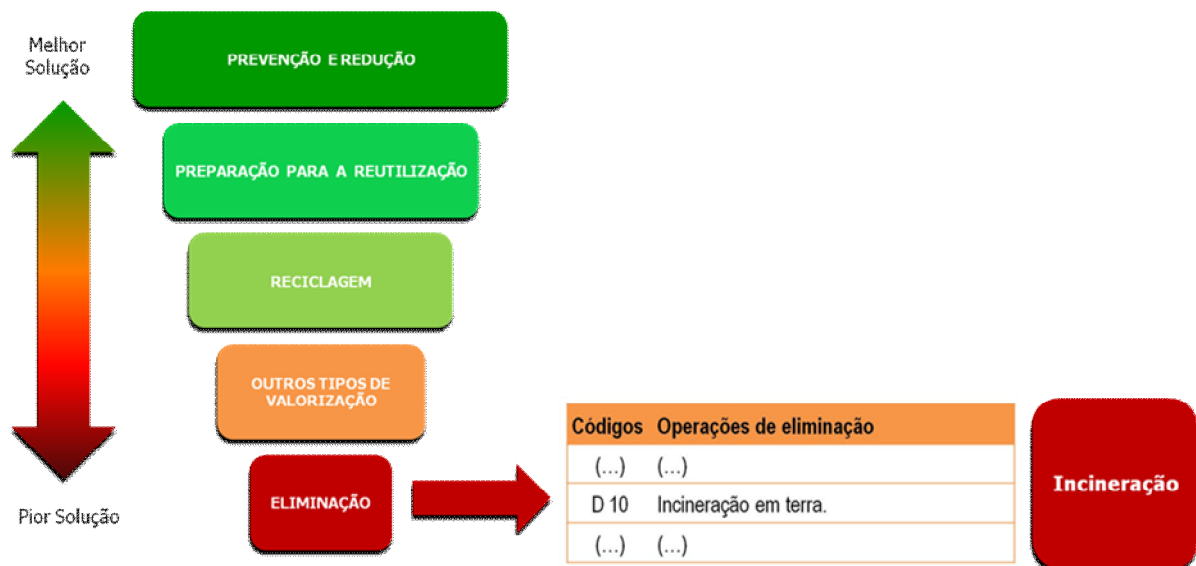 Melhor
Solução
PREVENÇÃO E REDUÇÃO
PREPARAÇÃO PARA A REUTILIZAÇÃO
RECICLAGEM
OUTROS TIPOS DE
VALORIZAÇÃO
ELIMINAÇÃO
Pior Solução
Códigos Operações de eliminação
(...) (...)
D 10 Incineração em terra.
(...) (...)
Incineração